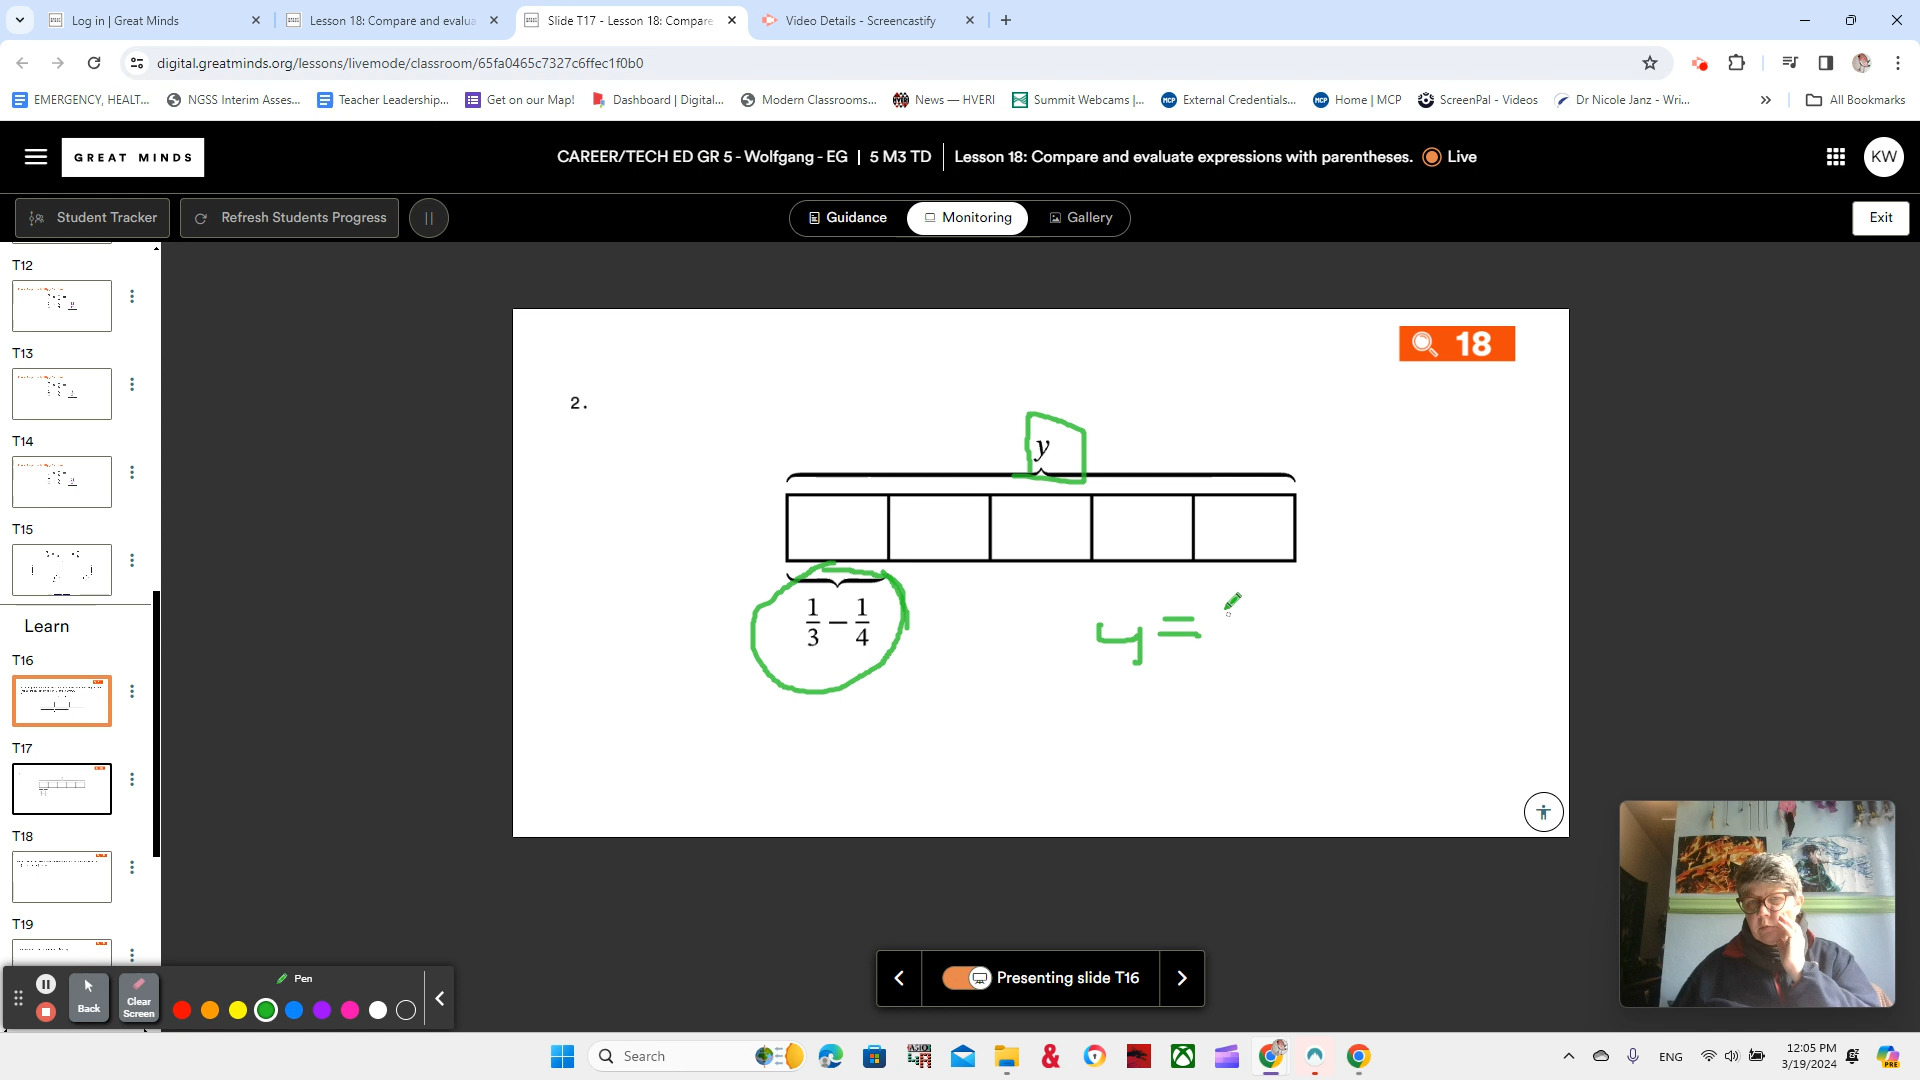 Log in | Great Minds
Lesson 18: Compare and evalua
Slide T17 - Lesson 18: Compare
Video Details - Screencastify
digital.greatminds.org/lessons/livemode/classroom/65fa0465c7327c6ffec1f0b0
EMERGENCY, HEALT...
NGSS Interim Asses...
Teacher Leadership...
Get on our Map!
Dashboard | Digital...
Modern Classrooms...
News — HVERI
Summit Webcams |...
External Credentials...
Home | MCP
ScreenPal - Videos
Dr Nicole Janz - Wri...
All Bookmarks
GREAT MINDS
CAREER/TECH ED GR 5 - Wolfgang - EG | 5 M3 TD
Lesson 18: Compare and evaluate expressions with parentheses.
Live
KW
Student Tracker
Refresh Students Progress
Guidance
Monitoring
Gallery
Exit
T12
T13
T14
T15
Learn
T16
T17
T18
T19
18
2.
y
1/3 − 1/4
y =
Presenting slide T16
Back
Clear
Screen
Pen
Search
ENG
12:05 PM
3/19/2024